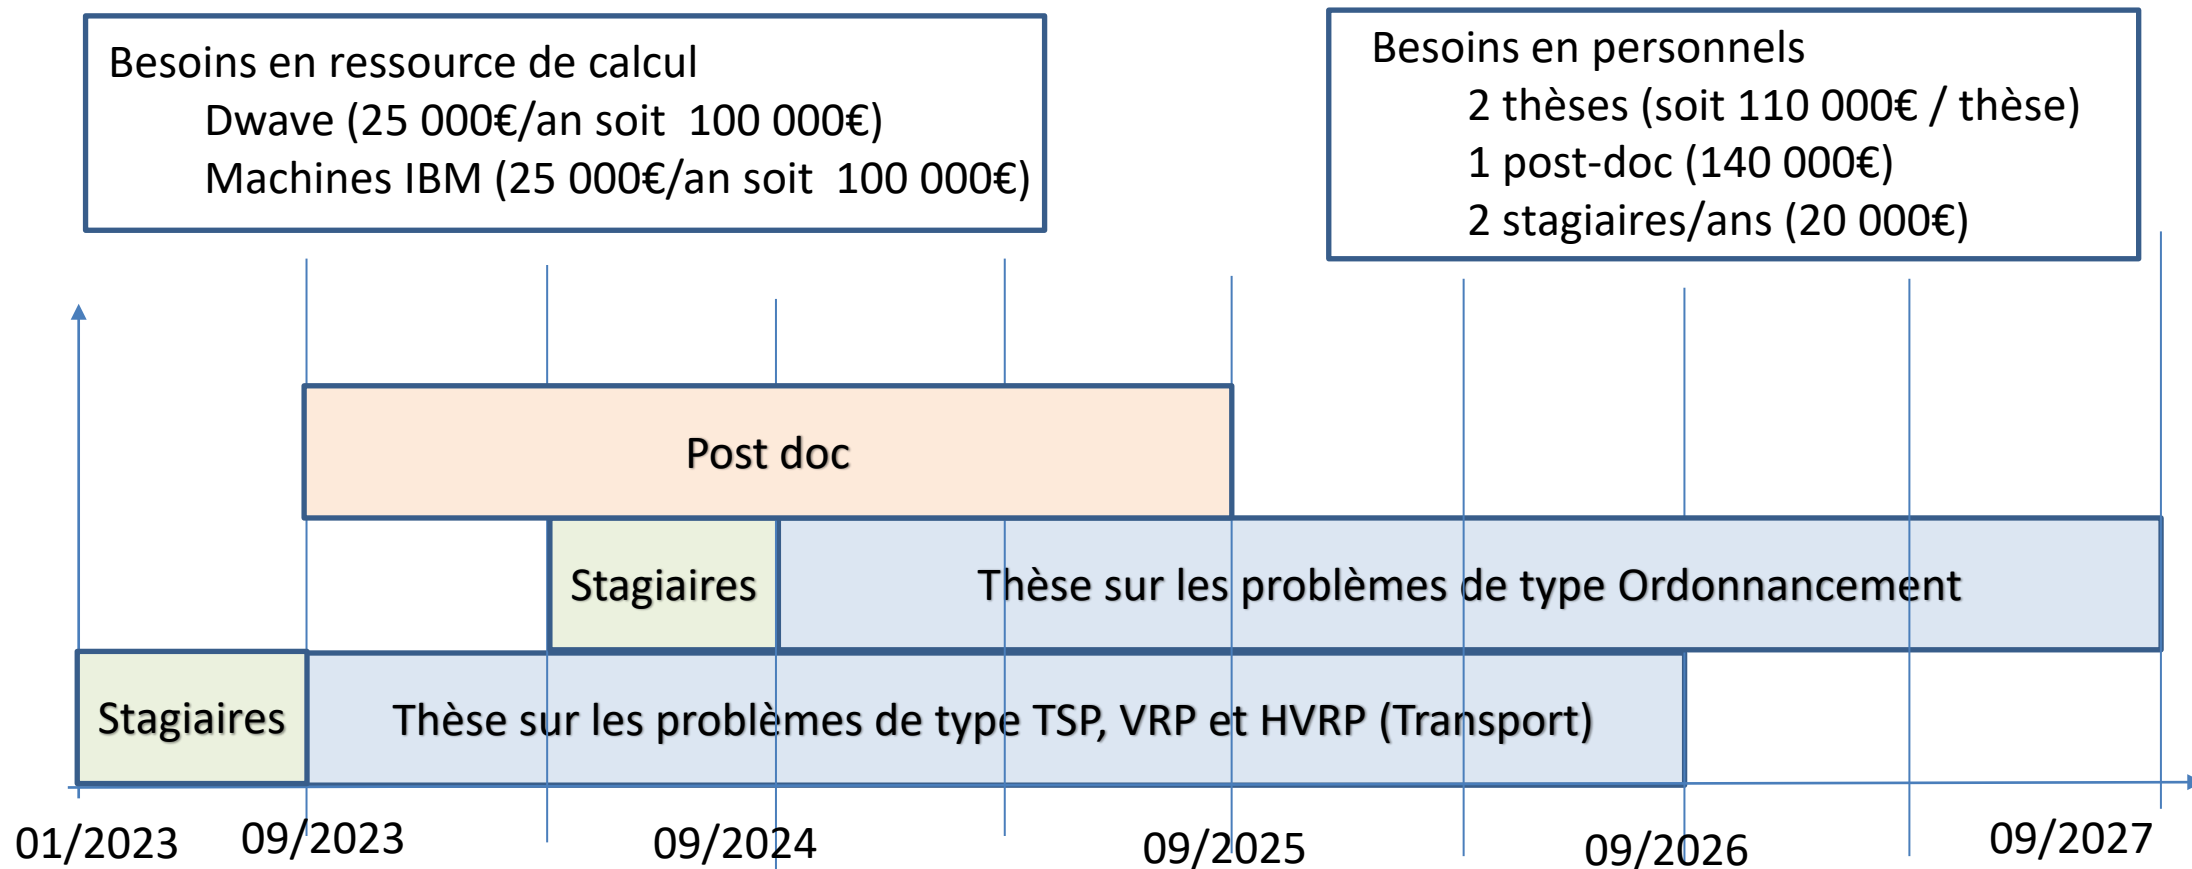 Besoins en ressource de calcul
Dwave (25 000€/an soit  100 000€)
Machines IBM (25 000€/an soit  100 000€)
Besoins en personnels
2 thèses (soit 110 000€ / thèse)
1 post-doc (140 000€)
2 stagiaires/ans (20 000€)
Post doc
Stagiaires
Thèse sur les problèmes de type Ordonnancement
Stagiaires
Thèse sur les problèmes de type TSP, VRP et HVRP (Transport)
01/2023
09/2023
09/2024
09/2025
09/2026
09/2027